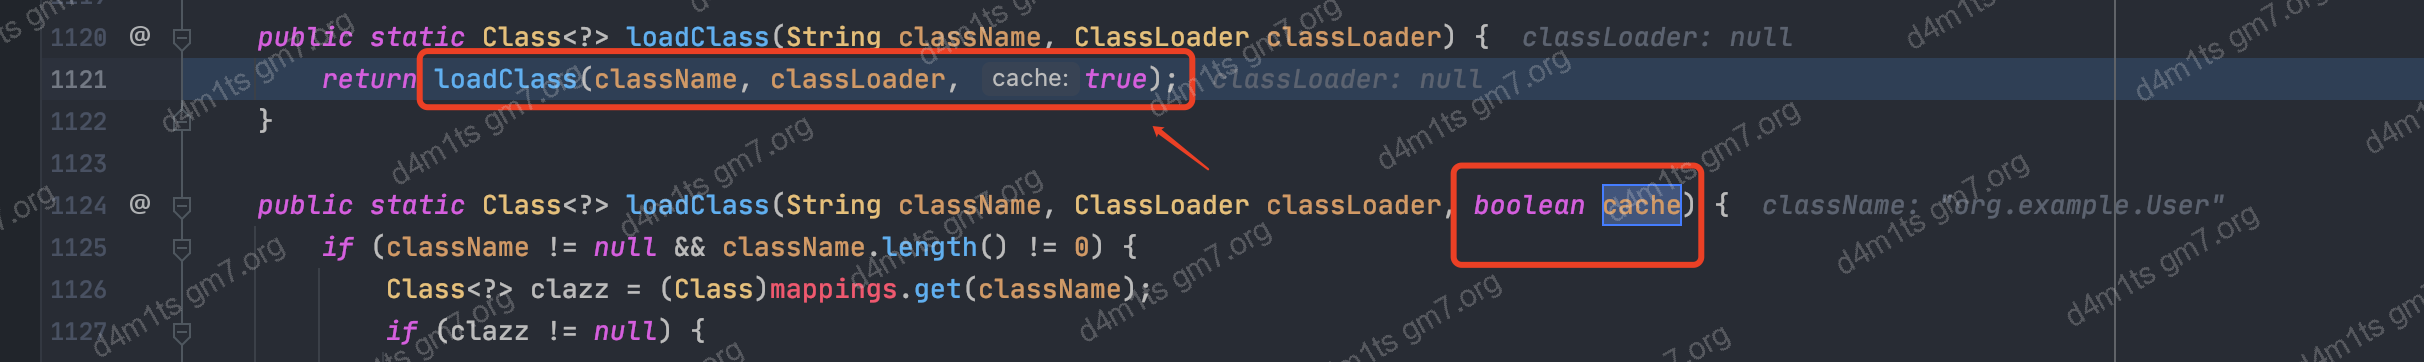 1120 @ public static Class<?> loadClass(String className, ClassLoader classLoader) { classLoader: null
1121 return loadClass(className, classLoader, cache: true); classLoader: null
1122 }
1123
1124 @ public static Class<?> loadClass(String className, ClassLoader classLoader, boolean cache) { className: "org.example.User"
1125 if (className != null && className.length() != 0) {
1126 Class<?> clazz = (Class)mappings.get(className);
1127 if (clazz != null) {
d4m1ts gm7.org